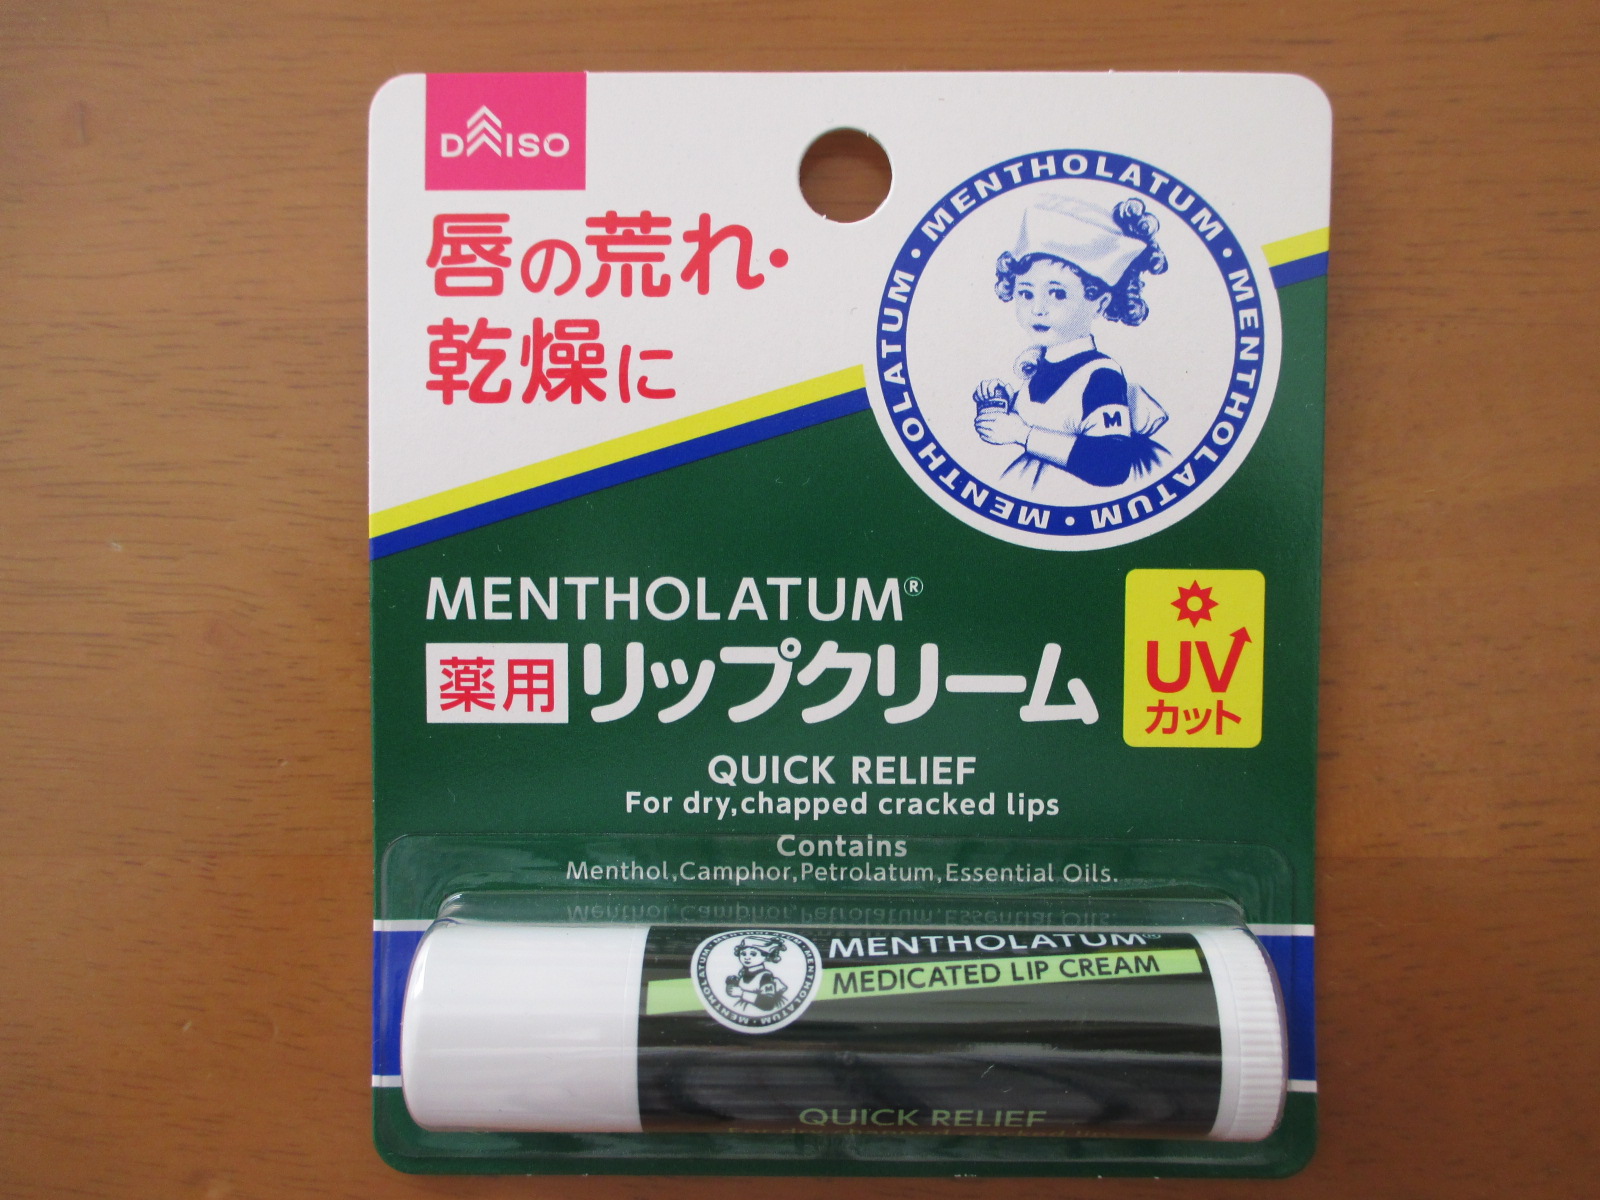 DAISO
唇の荒れ・
乾燥に
MENTHOLATUM・MENTHOLATUM・MENTHOLATUM・MENTHOLATUM・
M
MENTHOLATUM®
薬用リップクリーム
UV
カット
QUICK RELIEF
For dry,chapped cracked lips
Contains
Menthol,Camphor,Petrolatum,Essential Oils.
MENTHOLATUM®
MEDICATED LIP CREAM
QUICK RELIEF